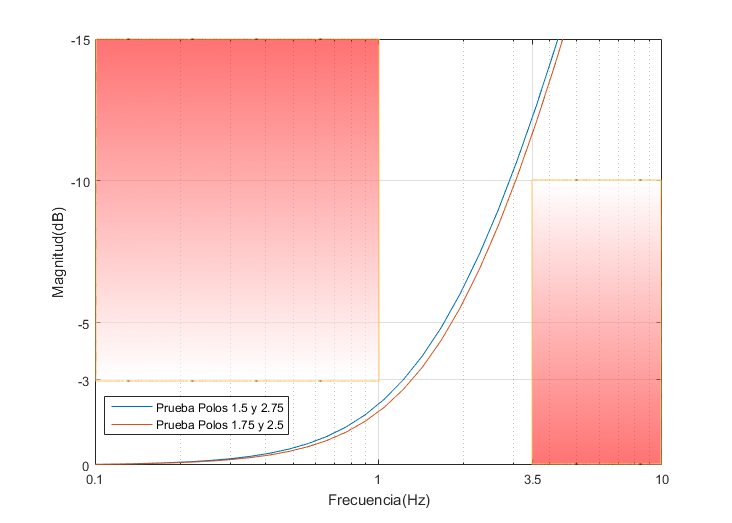 -15
-10
-5
-3
0
Magnitud(dB)
Prueba Polos 1.5 y 2.75
Prueba Polos 1.75 y 2.5
0.1
1
3.5
10
Frecuencia(Hz)